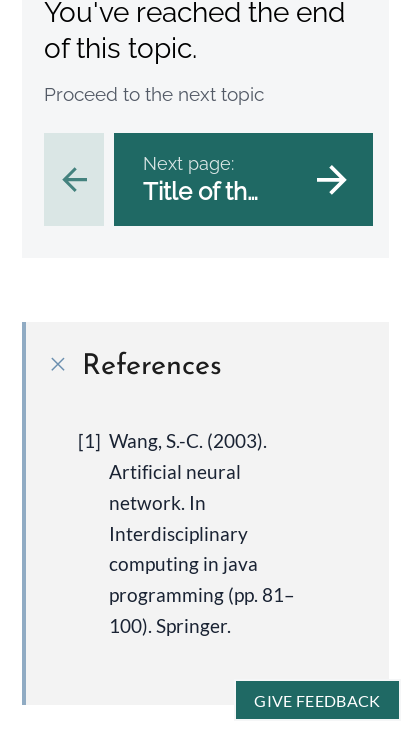 You've reached the end
of this topic.
Proceed to the next topic
Next page:
Title of th…
References
[1] Wang, S.-C. (2003).
Artificial neural
network. In
Interdisciplinary
computing in java
programming (pp. 81–
100). Springer.
GIVE FEEDBACK